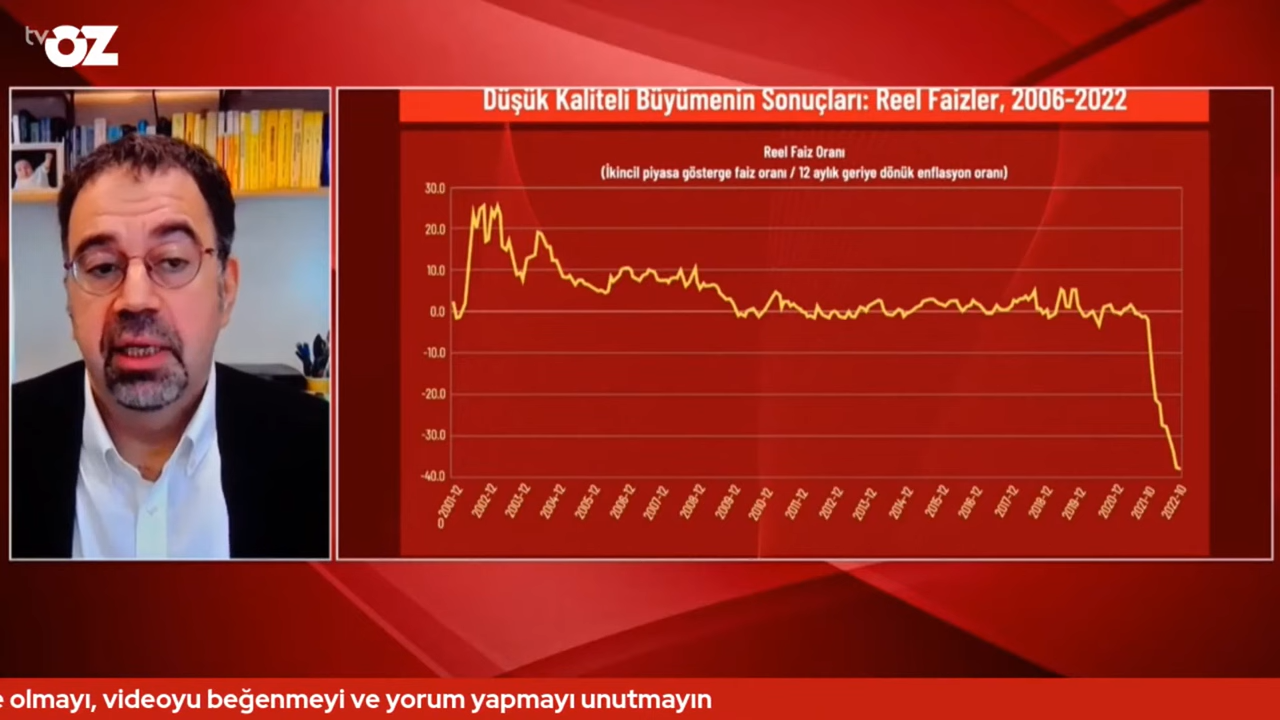 tv OZ
Düşük Kaliteli Büyümenin Sonuçları: Reel Faizler, 2006-2022
Reel Faiz Oranı
(İkincil piyasa gösterge faiz oranı / 12 aylık geriye dönük enflasyon oranı)
30.0
20.0
10.0
0.0
-10.0
-20.0
-30.0
-40.0
0
2001-12 2002-12 2003-12 2004-12 2005-12 2006-12 2007-12 2008-12 2009-12 2010-12 2011-12 2012-12 2013-12 2014-12 2015-12 2016-12 2017-12 2018-12 2019-12 2020-12 2021-10 2022-10
e olmayı, videoyu beğenmeyi ve yorum yapmayı unutmayın